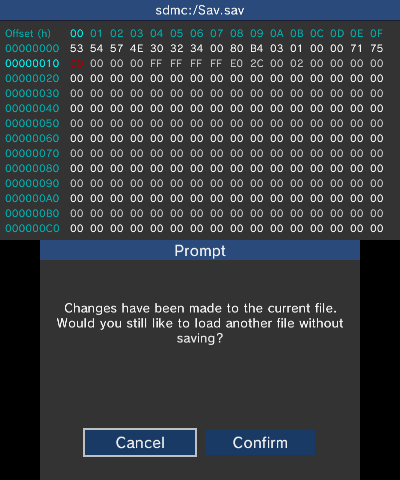 sdmc:/Sav.sav
Offset (h) 00 01 02 03 04 05 06 07 08 09 0A 0B 0C 0D 0E 0F
00000000 53 54 57 4E 30 32 34 00 80 B4 03 01 00 00 71 75
00000010 00 00 00 FF FF FF FF E0 2C 00 02 00 00 00 00
00000020 00 00 00 00 00 00 00 00 00 00 00 00 00 00 00 00
00000030 00 00 00 00 00 00 00 00 00 00 00 00 00 00 00 00
00000040 00 00 00 00 00 00 00 00 00 00 00 00 00 00 00 00
00000050 00 00 00 00 00 00 00 00 00 00 00 00 00 00 00 00
00000060 00 00 00 00 00 00 00 00 00 00 00 00 00 00 00 00
00000070 00 00 00 00 00 00 00 00 00 00 00 00 00 00 00 00
00000080 00 00 00 00 00 00 00 00 00 00 00 00 00 00 00 00
00000090 00 00 00 00 00 00 00 00 00 00 00 00 00 00 00 00
000000A0 00 00 00 00 00 00 00 00 00 00 00 00 00 00 00 00
000000B0 00 00 00 00 00 00 00 00 00 00 00 00 00 00 00 00
000000C0 00 00 00 00 00 00 00 00 00 00 00 00 00 00 00 00
Prompt
Changes have been made to the current file.
Would you still like to load another file without
saving?
Cancel Confirm